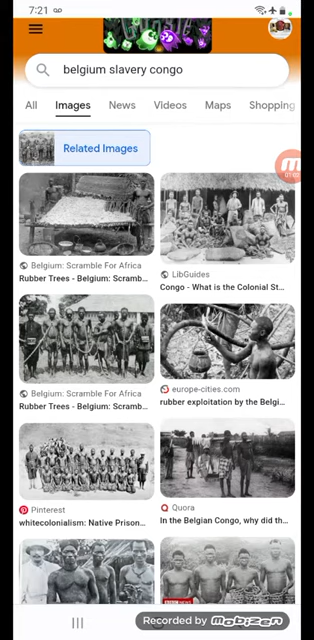 7:21
belgium slavery congo
All Images News Videos Maps Shopping
Related Images
Belgium: Scramble For Africa
Rubber Trees - Belgium: Scramb...
LibGuides
Congo - What is the Colonial St...
Belgium: Scramble For Africa
Rubber Trees - Belgium: Scramb...
europe-cities.com
rubber exploitation by the Belgi...
Pinterest
whitecolonialism: Native Prison...
Quora
In the Belgian Congo, why did th...
BBC NEWS
Recorded by Mobizen